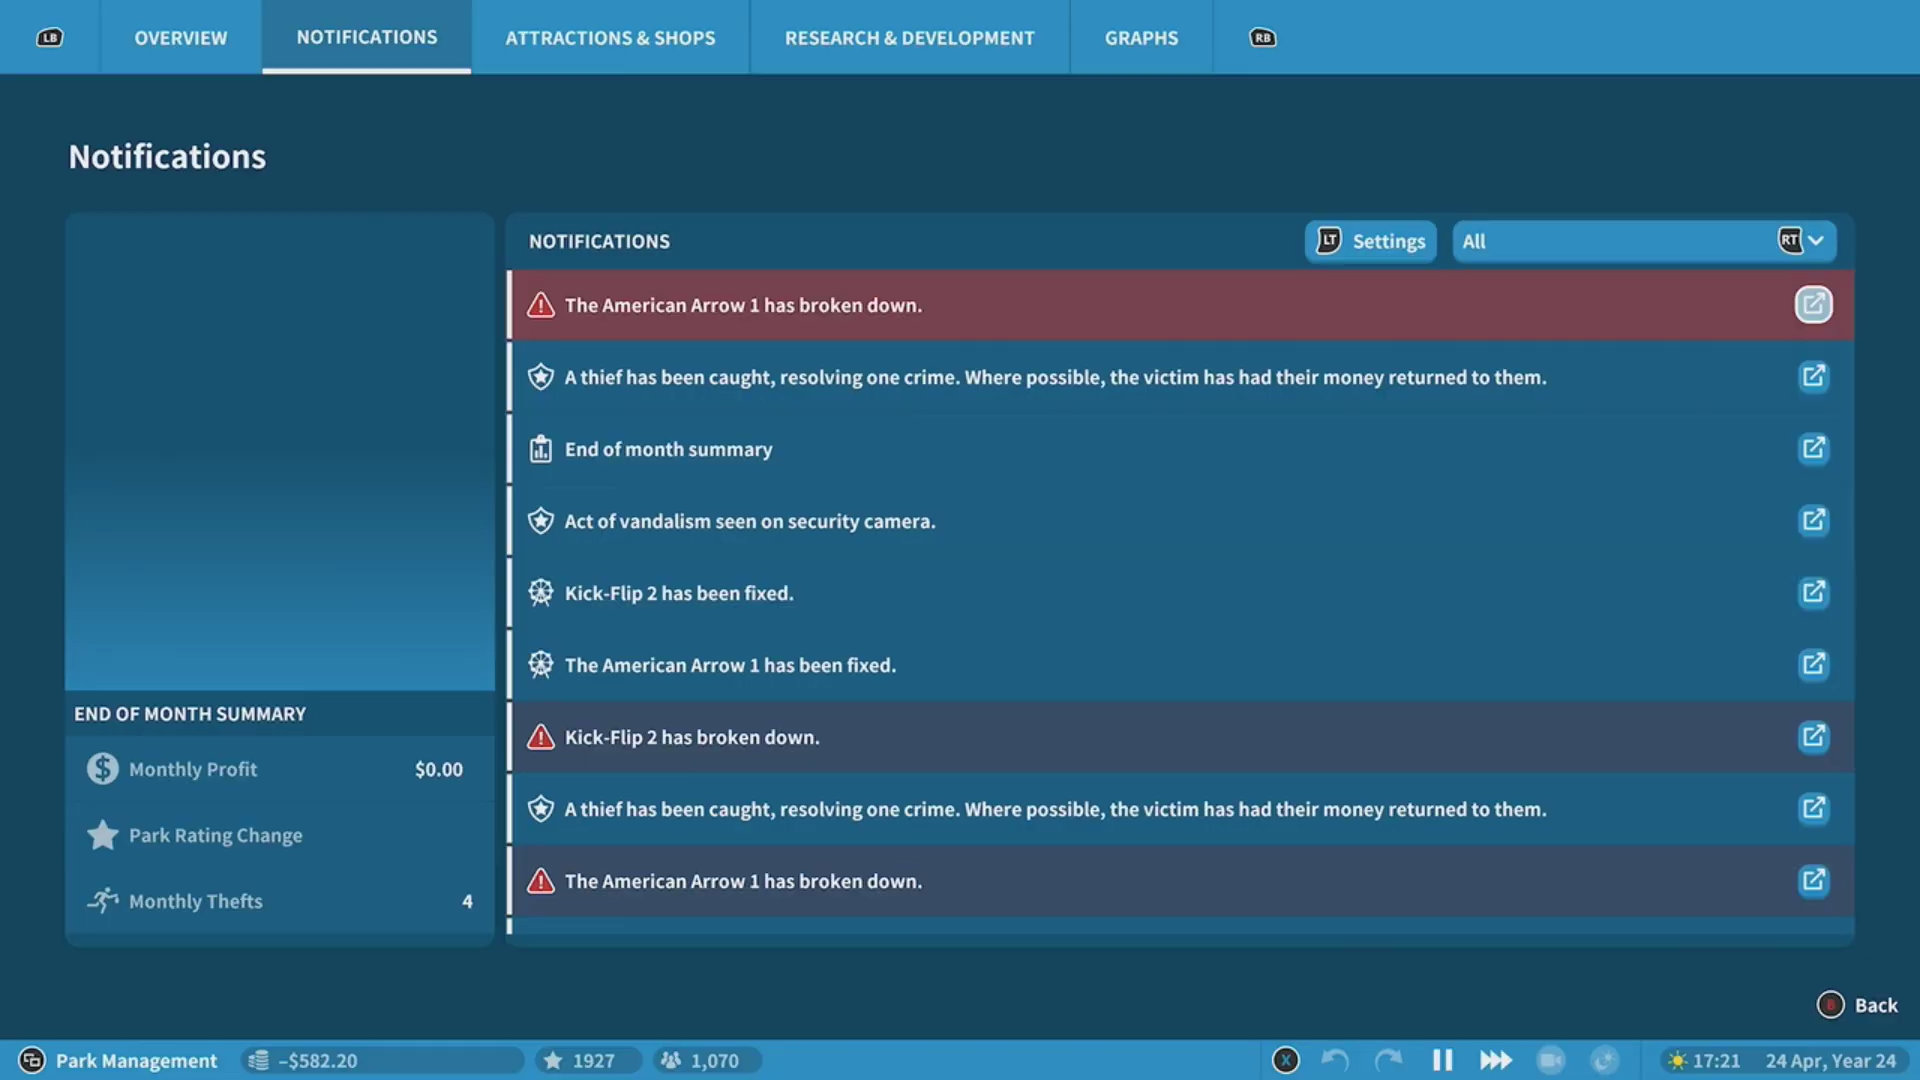 LB
OVERVIEW
NOTIFICATIONS
ATTRACTIONS & SHOPS
RESEARCH & DEVELOPMENT
GRAPHS
RB
Notifications
NOTIFICATIONS
LT Settings
All RT
The American Arrow 1 has broken down.
A thief has been caught, resolving one crime. Where possible, the victim has had their money returned to them.
End of month summary
Act of vandalism seen on security camera.
Kick-Flip 2 has been fixed.
The American Arrow 1 has been fixed.
Kick-Flip 2 has broken down.
A thief has been caught, resolving one crime. Where possible, the victim has had their money returned to them.
The American Arrow 1 has broken down.
END OF MONTH SUMMARY
Monthly Profit $0.00
Park Rating Change
Monthly Thefts 4
B Back
Park Management
-$582.20
1927
1,070
X
17:21
24 Apr, Year 24